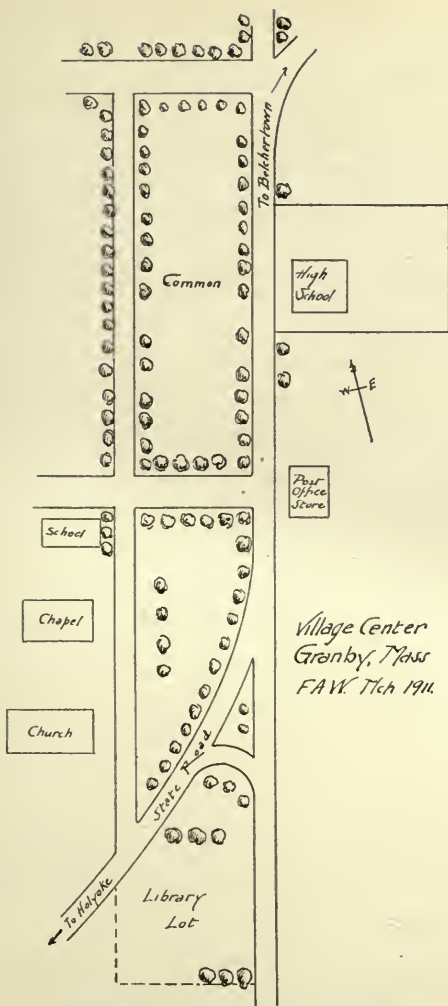 To Belchertown
Common
High
School
W E
Post
Office
Store
School
Chapel
Village Center
Granby, Mass
F.A.W. Mch 1911.
Church
State Road
To Holyoke
Library
Lot